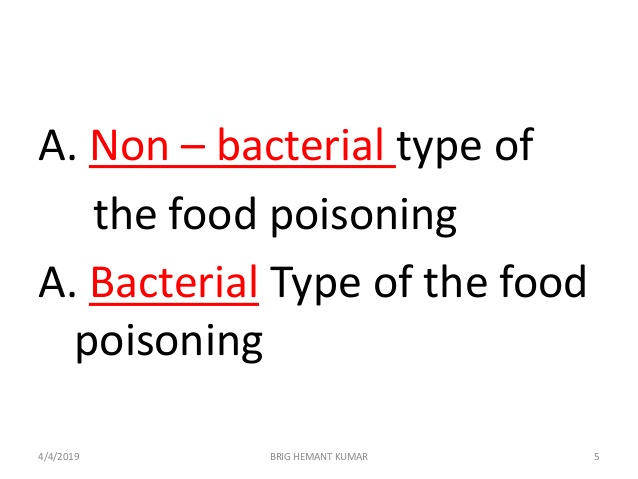 A. Non – bacterial type of
the food poisoning
A. Bacterial Type of the food
poisoning
4/4/2019 BRIG HEMANT KUMAR 5